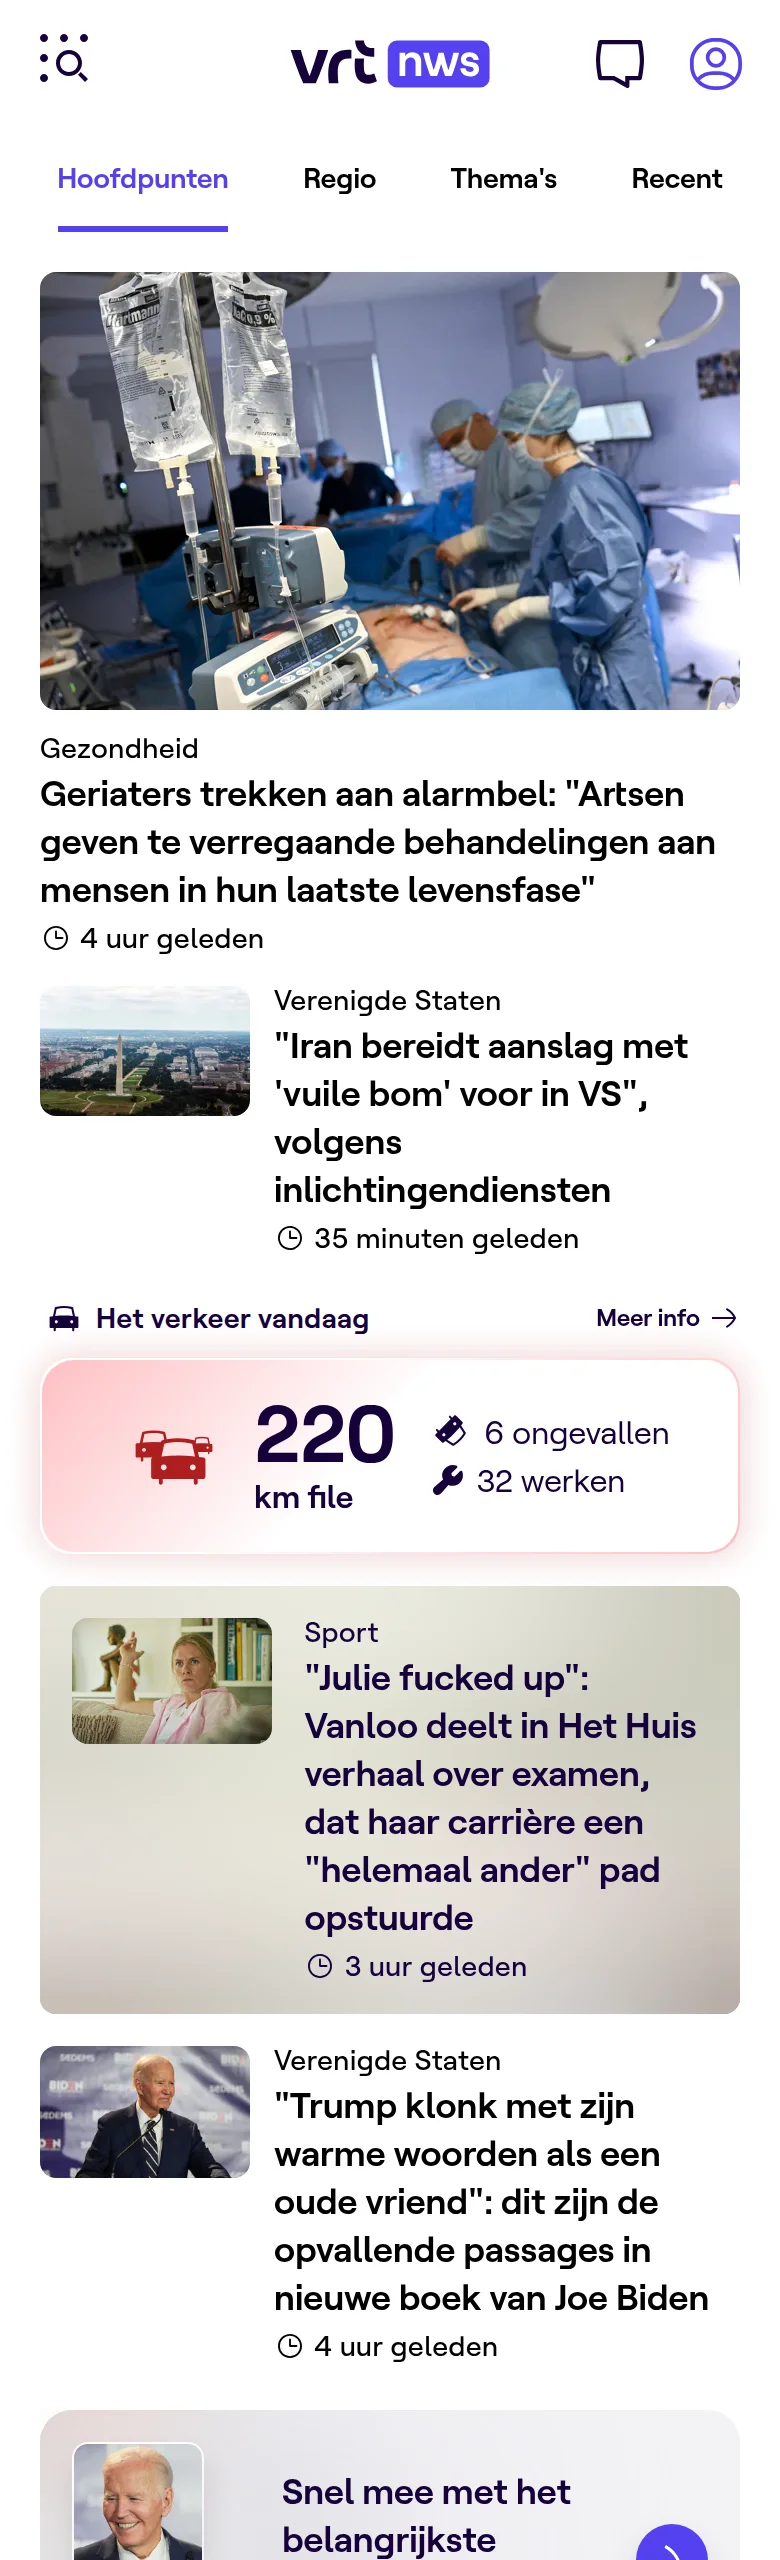 vrt nws
Hoofdpunten Regio Thema's Recent
Hartmann
NaCl 0,9 %
Gezondheid
Geriaters trekken aan alarmbel: "Artsen
geven te verregaande behandelingen aan
mensen in hun laatste levensfase"
4 uur geleden
Verenigde Staten
"Iran bereidt aanslag met
'vuile bom' voor in VS",
volgens
inlichtingendiensten
35 minuten geleden
Het verkeer vandaag
Meer info
220
km file
6 ongevallen
32 werken
Sport
"Julie fucked up":
Vanloo deelt in Het Huis
verhaal over examen,
dat haar carrière een
"helemaal ander" pad
opstuurde
3 uur geleden
BIDEN
Verenigde Staten
"Trump klonk met zijn
warme woorden als een
oude vriend": dit zijn de
opvallende passages in
nieuwe boek van Joe Biden
4 uur geleden
Snel mee met het
belangrijkste